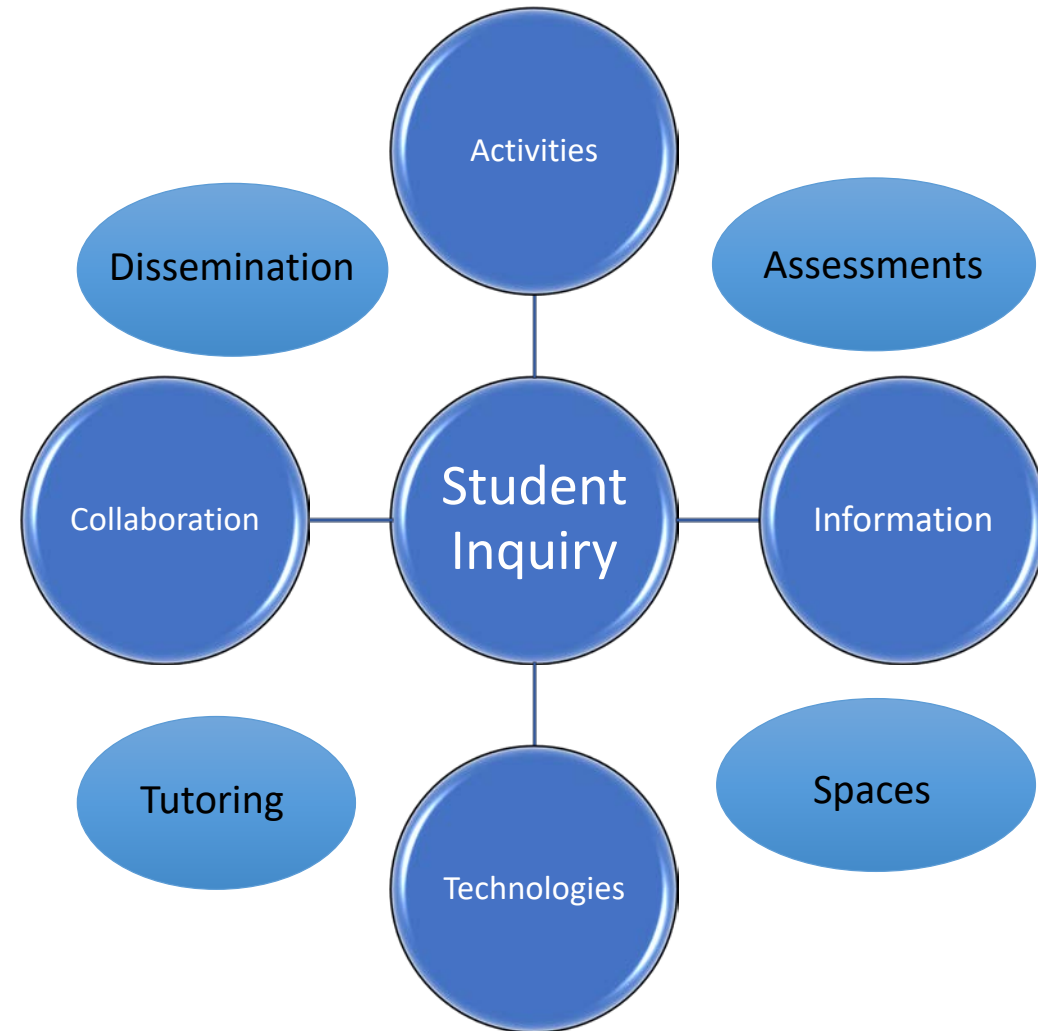 Activities
Dissemination
Assessments
Collaboration
Student
Inquiry
Information
Tutoring
Spaces
Technologies